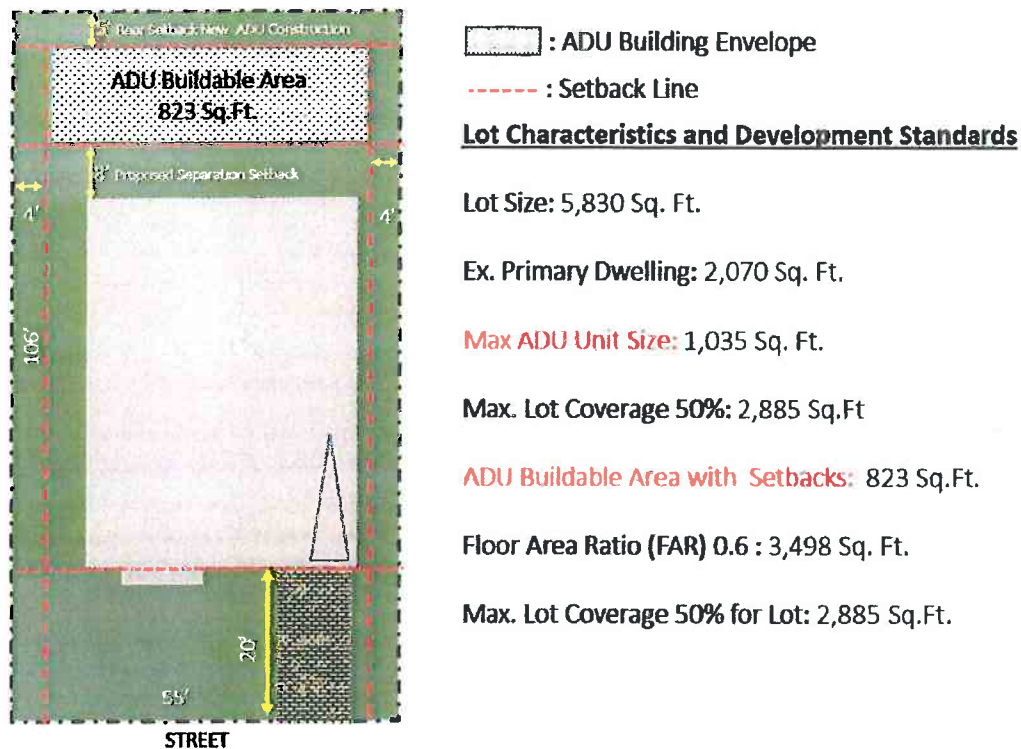 5' Rear Setback New ADU Construction
ADU Buildable Area
823 Sq.Ft.
8' Proposed Separation Setback
4'
4'
106'
20'
55'
STREET
: ADU Building Envelope
: Setback Line
Lot Characteristics and Development Standards
Lot Size: 5,830 Sq. Ft.
Ex. Primary Dwelling: 2,070 Sq. Ft.
Max ADU Unit Size: 1,035 Sq. Ft.
Max. Lot Coverage 50%: 2,885 Sq.Ft
ADU Buildable Area with Setbacks: 823 Sq.Ft.
Floor Area Ratio (FAR) 0.6 : 3,498 Sq. Ft.
Max. Lot Coverage 50% for Lot: 2,885 Sq.Ft.